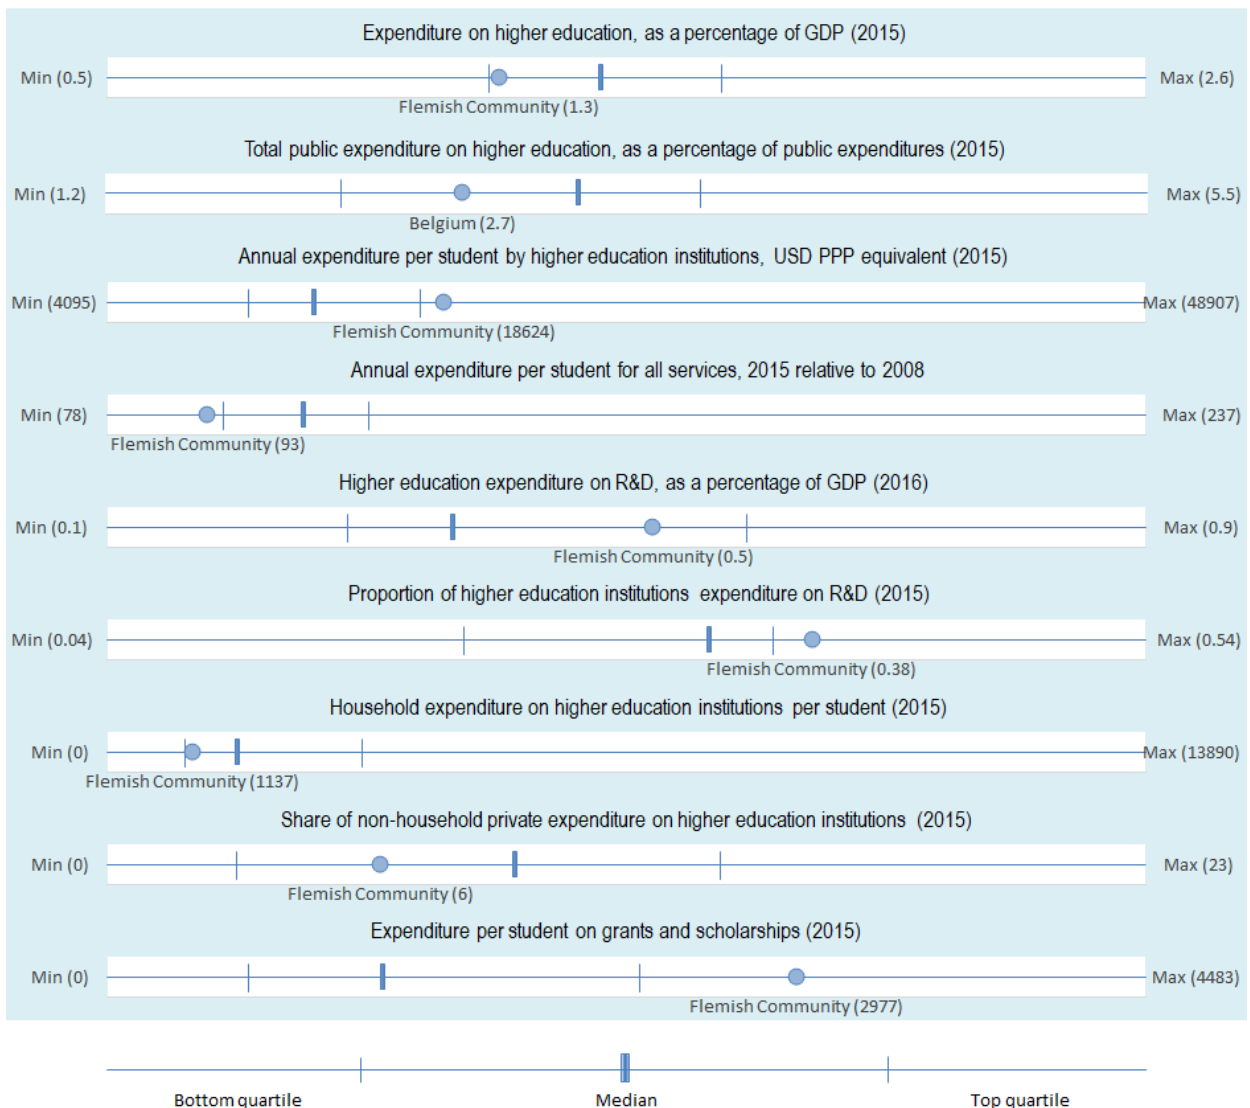 Expenditure on higher education, as a percentage of GDP (2015)
Min (0.5)
Max (2.6)
Flemish Community (1.3)
Total public expenditure on higher education, as a percentage of public expenditures (2015)
Min (1.2)
Max (5.5)
Belgium (2.7)
Annual expenditure per student by higher education institutions, USD PPP equivalent (2015)
Min (4095)
Max (48907)
Flemish Community (18624)
Annual expenditure per student for all services, 2015 relative to 2008
Min (78)
Max (237)
Flemish Community (93)
Higher education expenditure on R&D, as a percentage of GDP (2016)
Min (0.1)
Max (0.9)
Flemish Community (0.5)
Proportion of higher education institutions expenditure on R&D (2015)
Min (0.04)
Max (0.54)
Flemish Community (0.38)
Household expenditure on higher education institutions per student (2015)
Min (0)
Max (13890)
Flemish Community (1137)
Share of non-household private expenditure on higher education institutions (2015)
Min (0)
Max (23)
Flemish Community (6)
Expenditure per student on grants and scholarships (2015)
Min (0)
Max (4483)
Flemish Community (2977)
Bottom quartile
Median
Top quartile